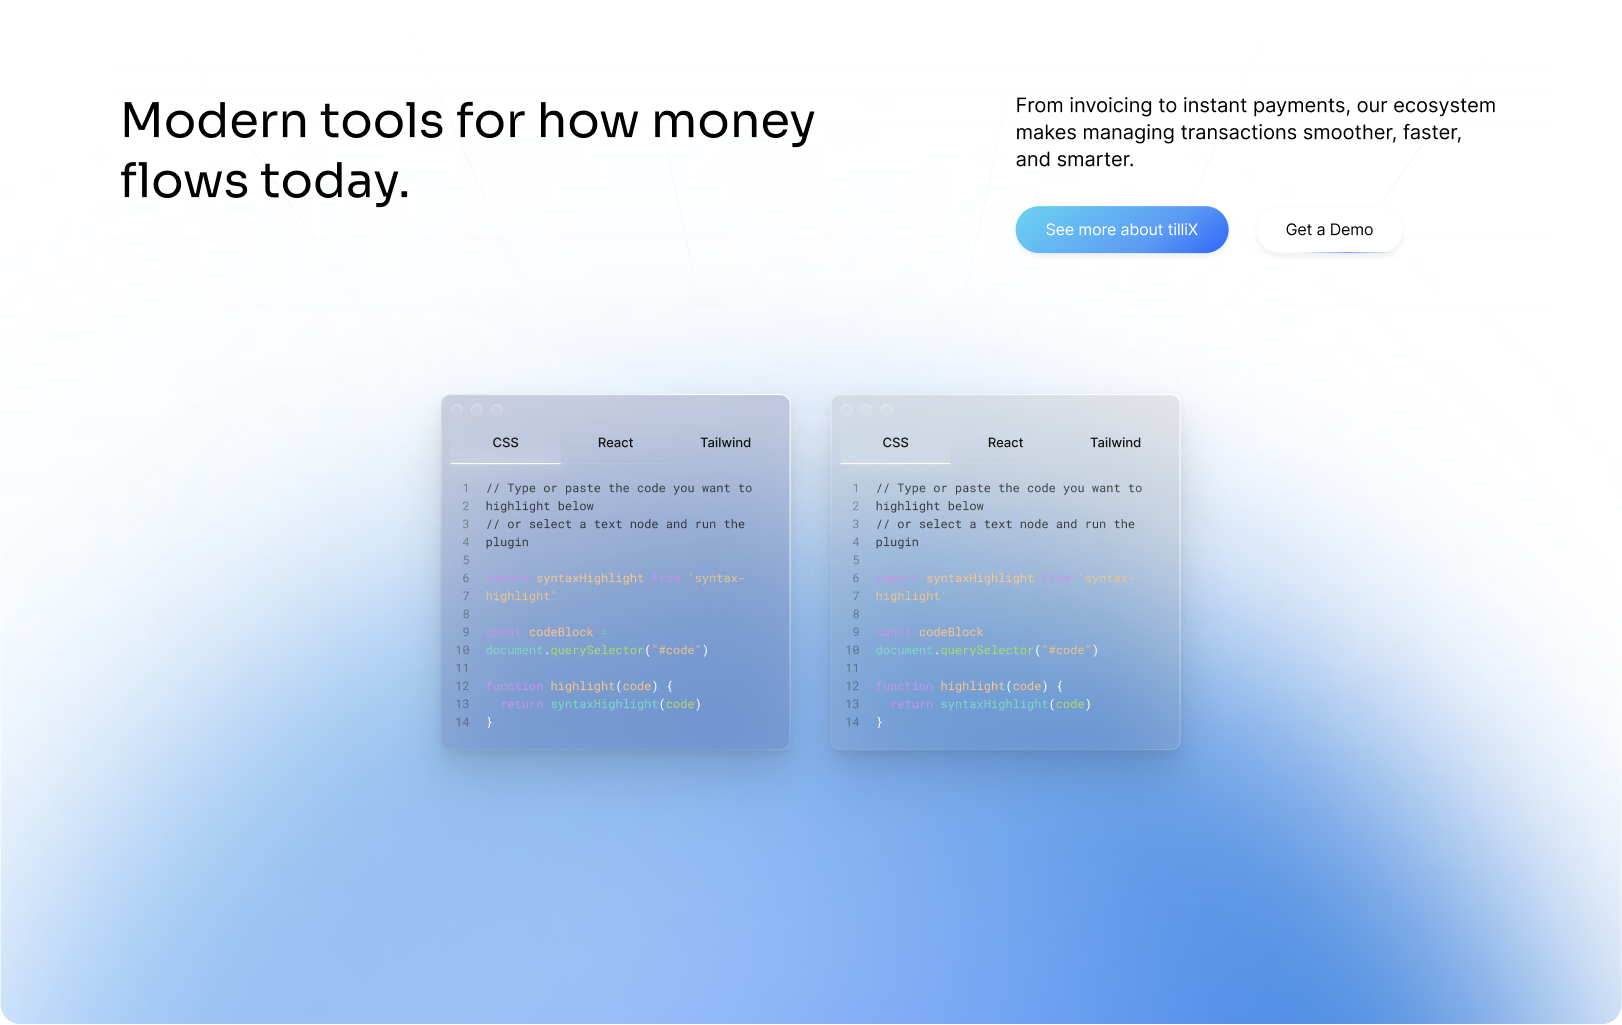 Modern tools for how money
flows today.
From invoicing to instant payments, our ecosystem
makes managing transactions smoother, faster,
and smarter.
See more about tilliX
Get a Demo
CSS React Tailwind
1 // Type or paste the code you want to
2 highlight below
3 // or select a text node and run the
4 plugin
5
6 syntaxHighlight from `syntax-
7 highlight`
8
9 const codeBlock =
10 document.querySelector("#code")
11
12 function highlight(code) {
13 return syntaxHighlight(code)
14 }
CSS React Tailwind
1 // Type or paste the code you want to
2 highlight below
3 // or select a text node and run the
4 plugin
5
6 syntaxHighlight from `syntax-
7 highlight`
8
9 const codeBlock =
10 document.querySelector("#code")
11
12 function highlight(code) {
13 return syntaxHighlight(code)
14 }